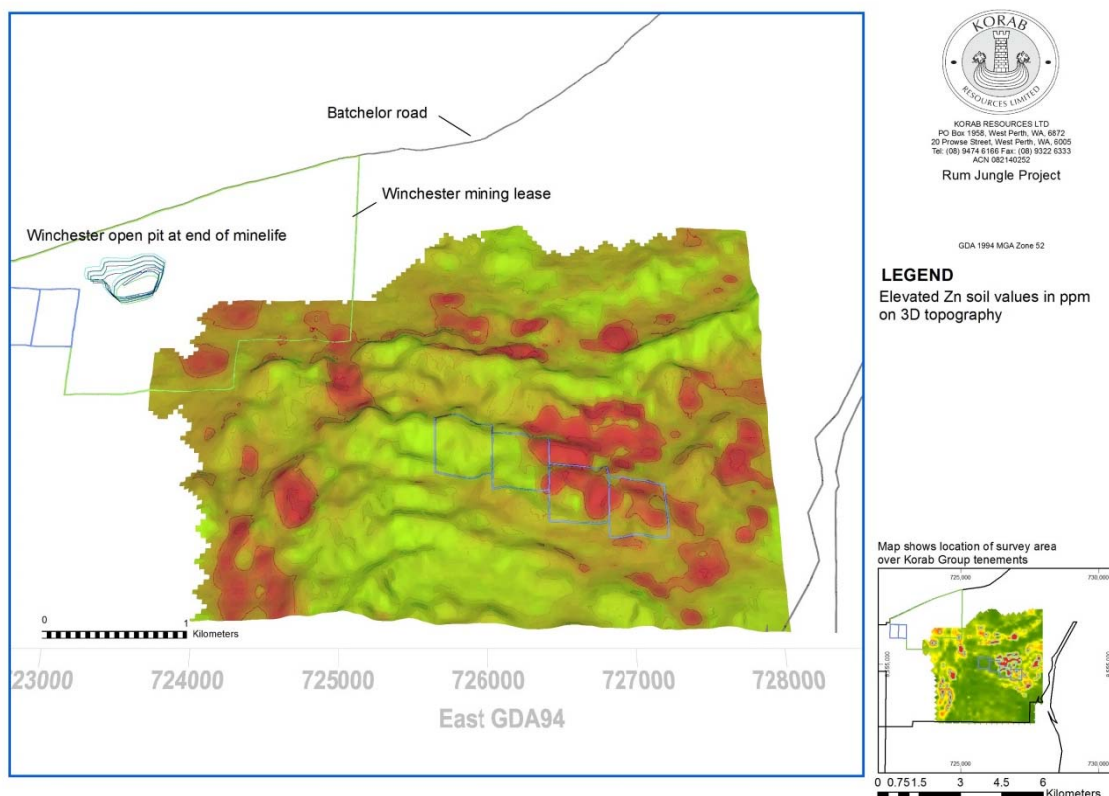 Batchelor road
Winchester mining lease
Winchester open pit at end of minelife
0 1
Kilometers
23000 724000 725000 726000 727000 728000
East GDA94
KORAB
RESOURCES LIMITED
KORAB RESOURCES LTD
PO Box 1958, West Perth, WA, 6872
20 Prowse Street, West Perth, WA, 6005
Tel: (08) 9474 6166 Fax: (08) 9322 6333
ACN 082140252
Rum Jungle Project
GDA 1994 MGA Zone 52
LEGEND
Elevated Zn soil values in ppm
on 3D topography
Map shows location of survey area
over Korab Group tenements
725,000 730,000
725,000 730,000
0 0.75 1.5 3 4.5 6
Kilometers